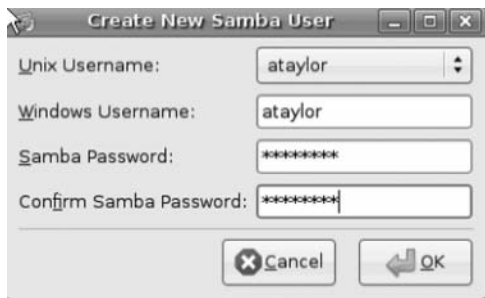 Create New Samba User
Unix Username: ataylor
Windows Username: ataylor
Samba Password: ********
Confirm Samba Password: ********
Cancel OK